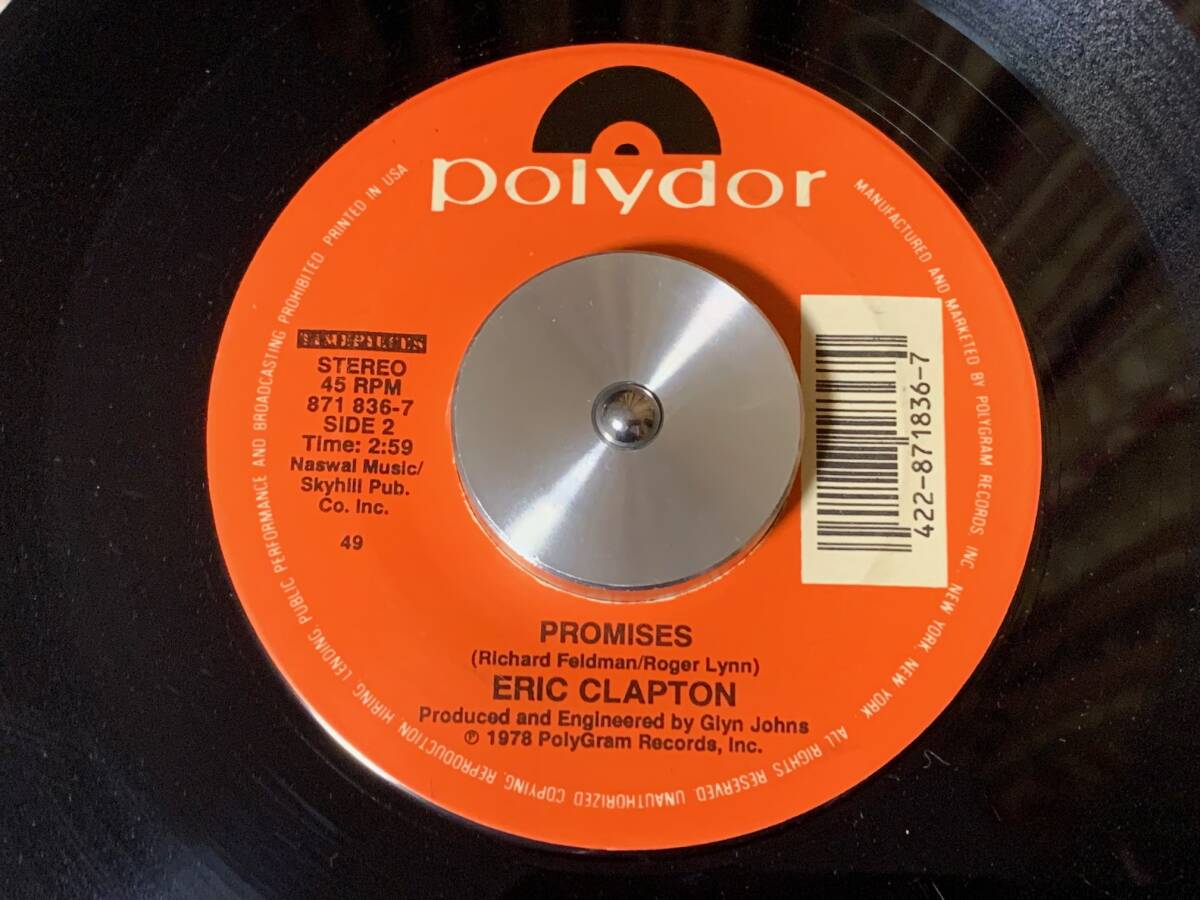 polydor
TIMEPIECES
STEREO
45 RPM
871 836-7
SIDE 2
Time: 2:59
Naswal Music/
Skyhill Pub.
Co. Inc.
49
422-871836-7
PROMISES
(Richard Feldman/Roger Lynn)
ERIC CLAPTON
Produced and Engineered by Glyn Johns
℗ 1978 PolyGram Records, Inc.
MANUFACTURED AND MARKETED BY POLYGRAM RECORDS, INC. NEW YORK, NEW YORK. ALL RIGHTS RESERVED. UNAUTHORIZED COPYING, REPRODUCTION HIRING, LENDING, PUBLIC PERFORMANCE AND BROADCASTING PROHIBITED PRINTED IN USA